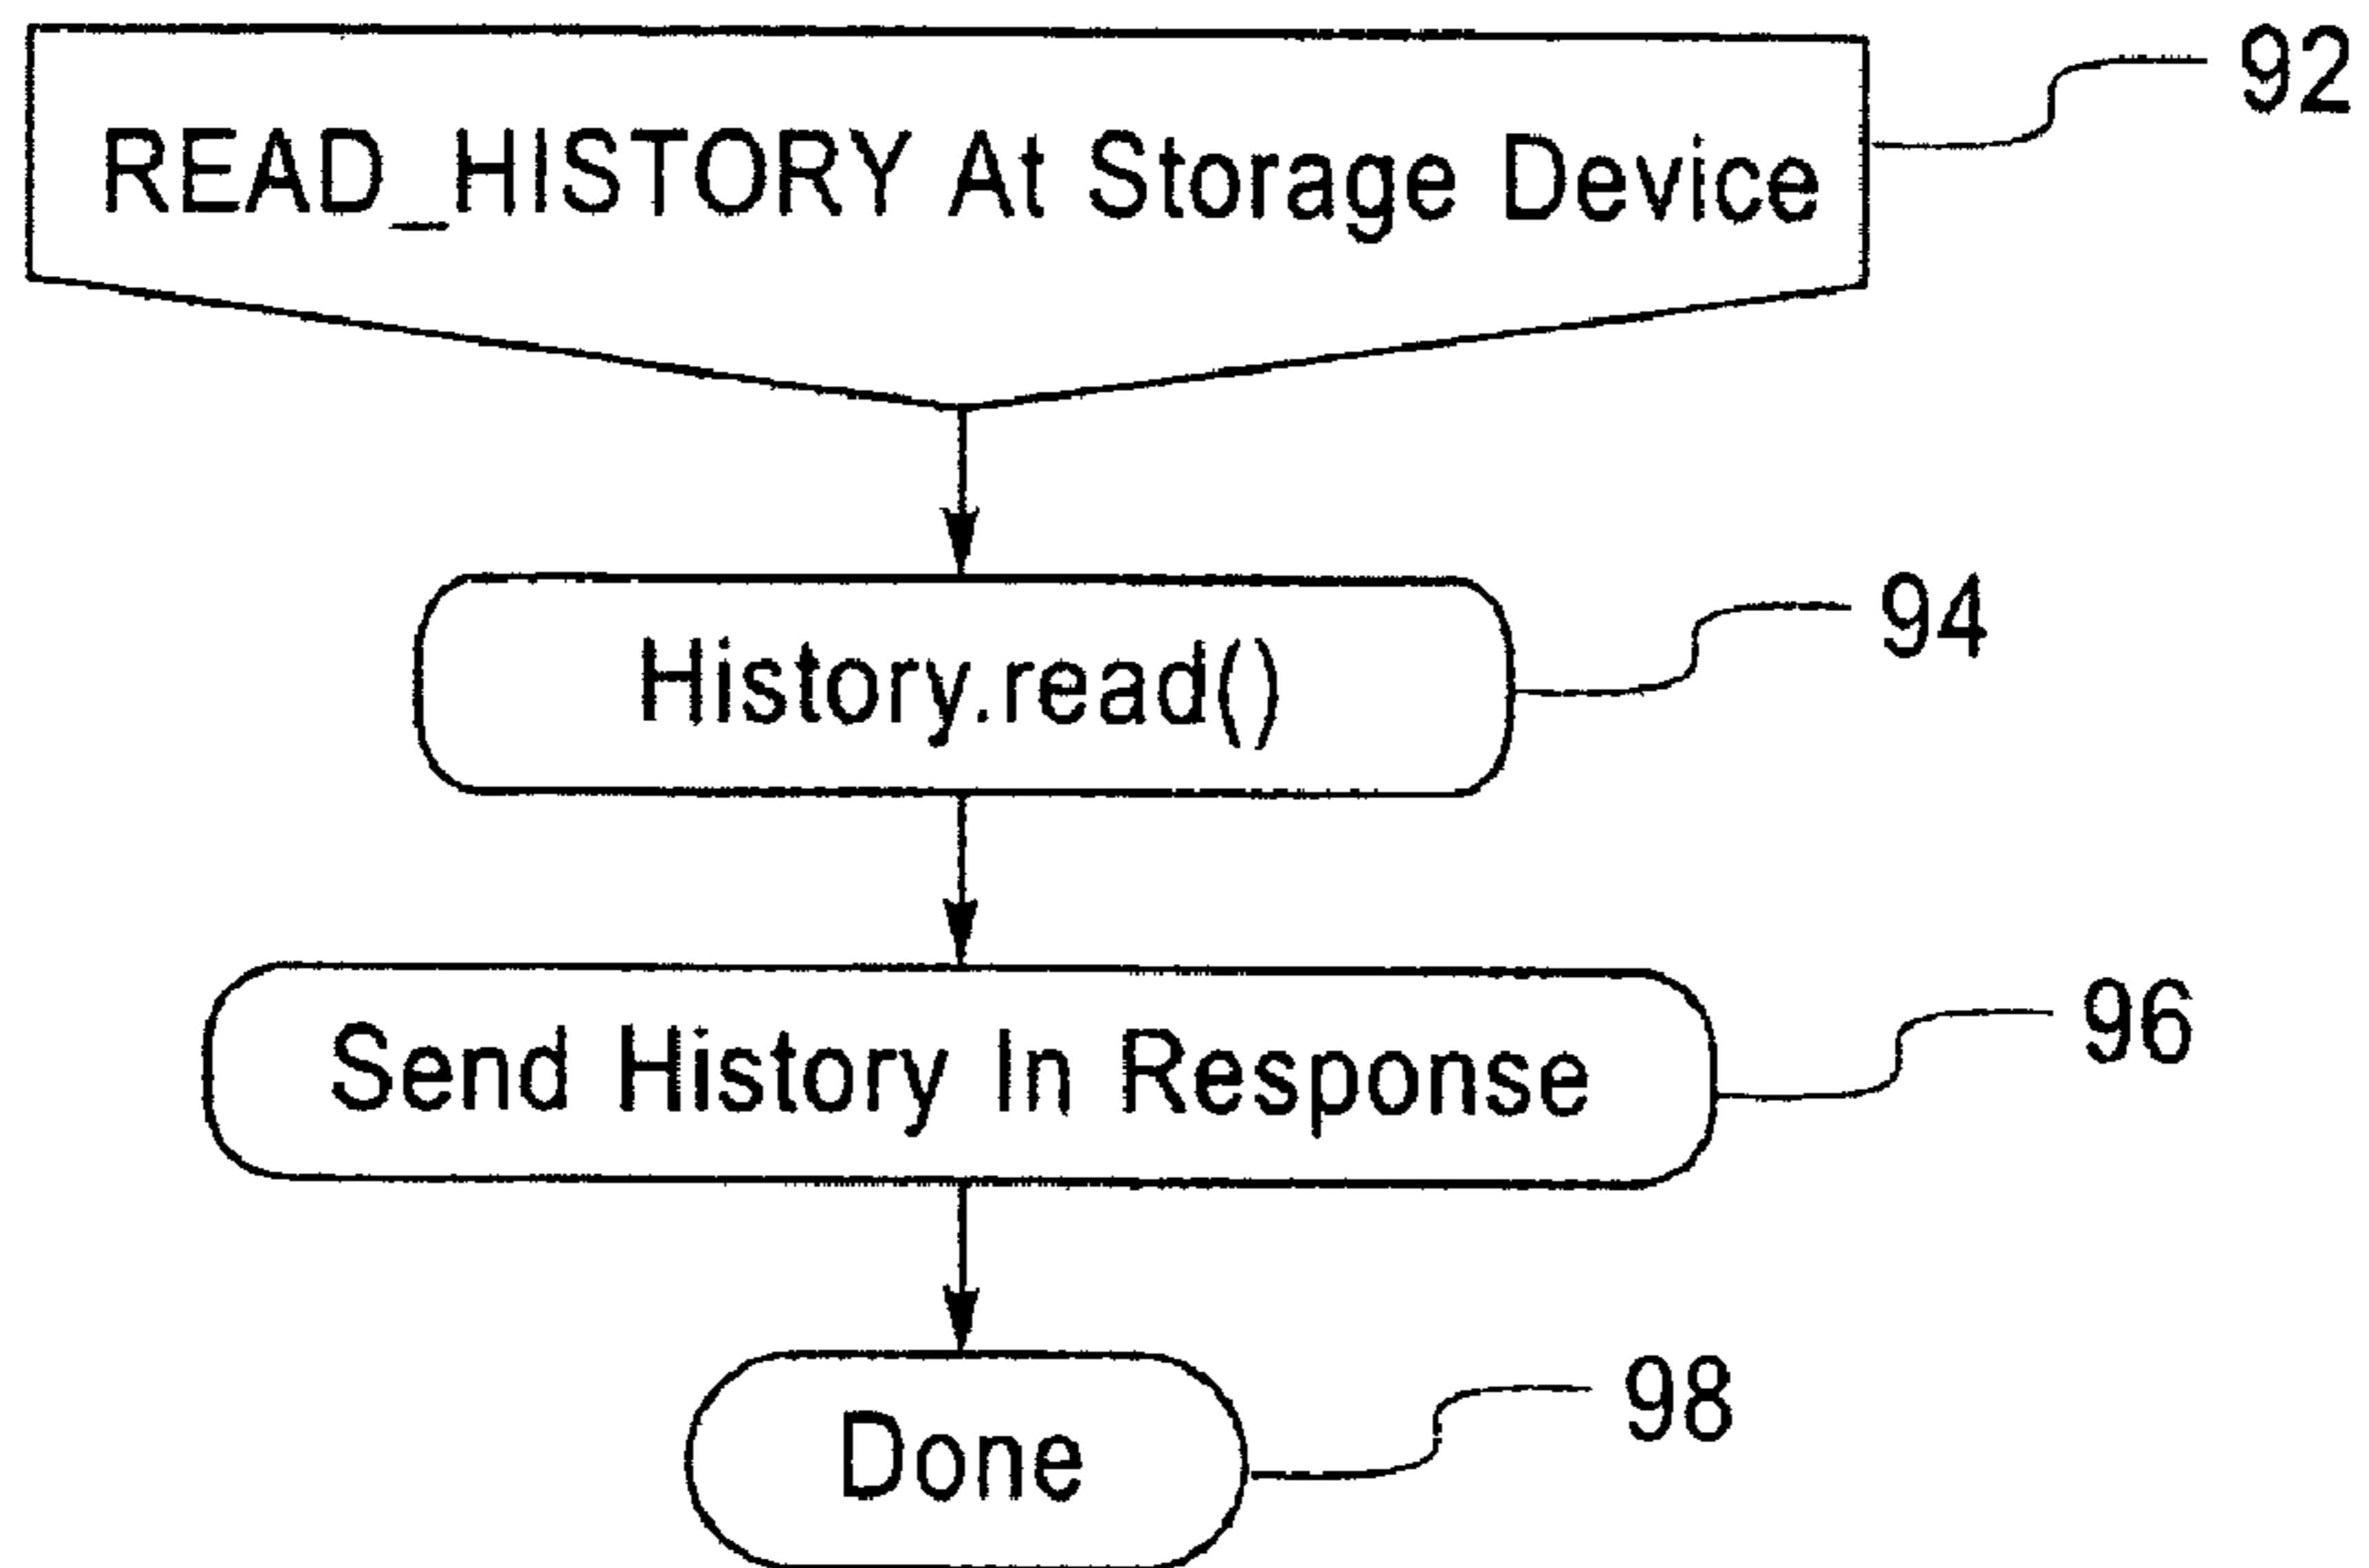 92
READ_HISTORY At Storage Device
94
History.read()
96
Send History In Response
98
Done